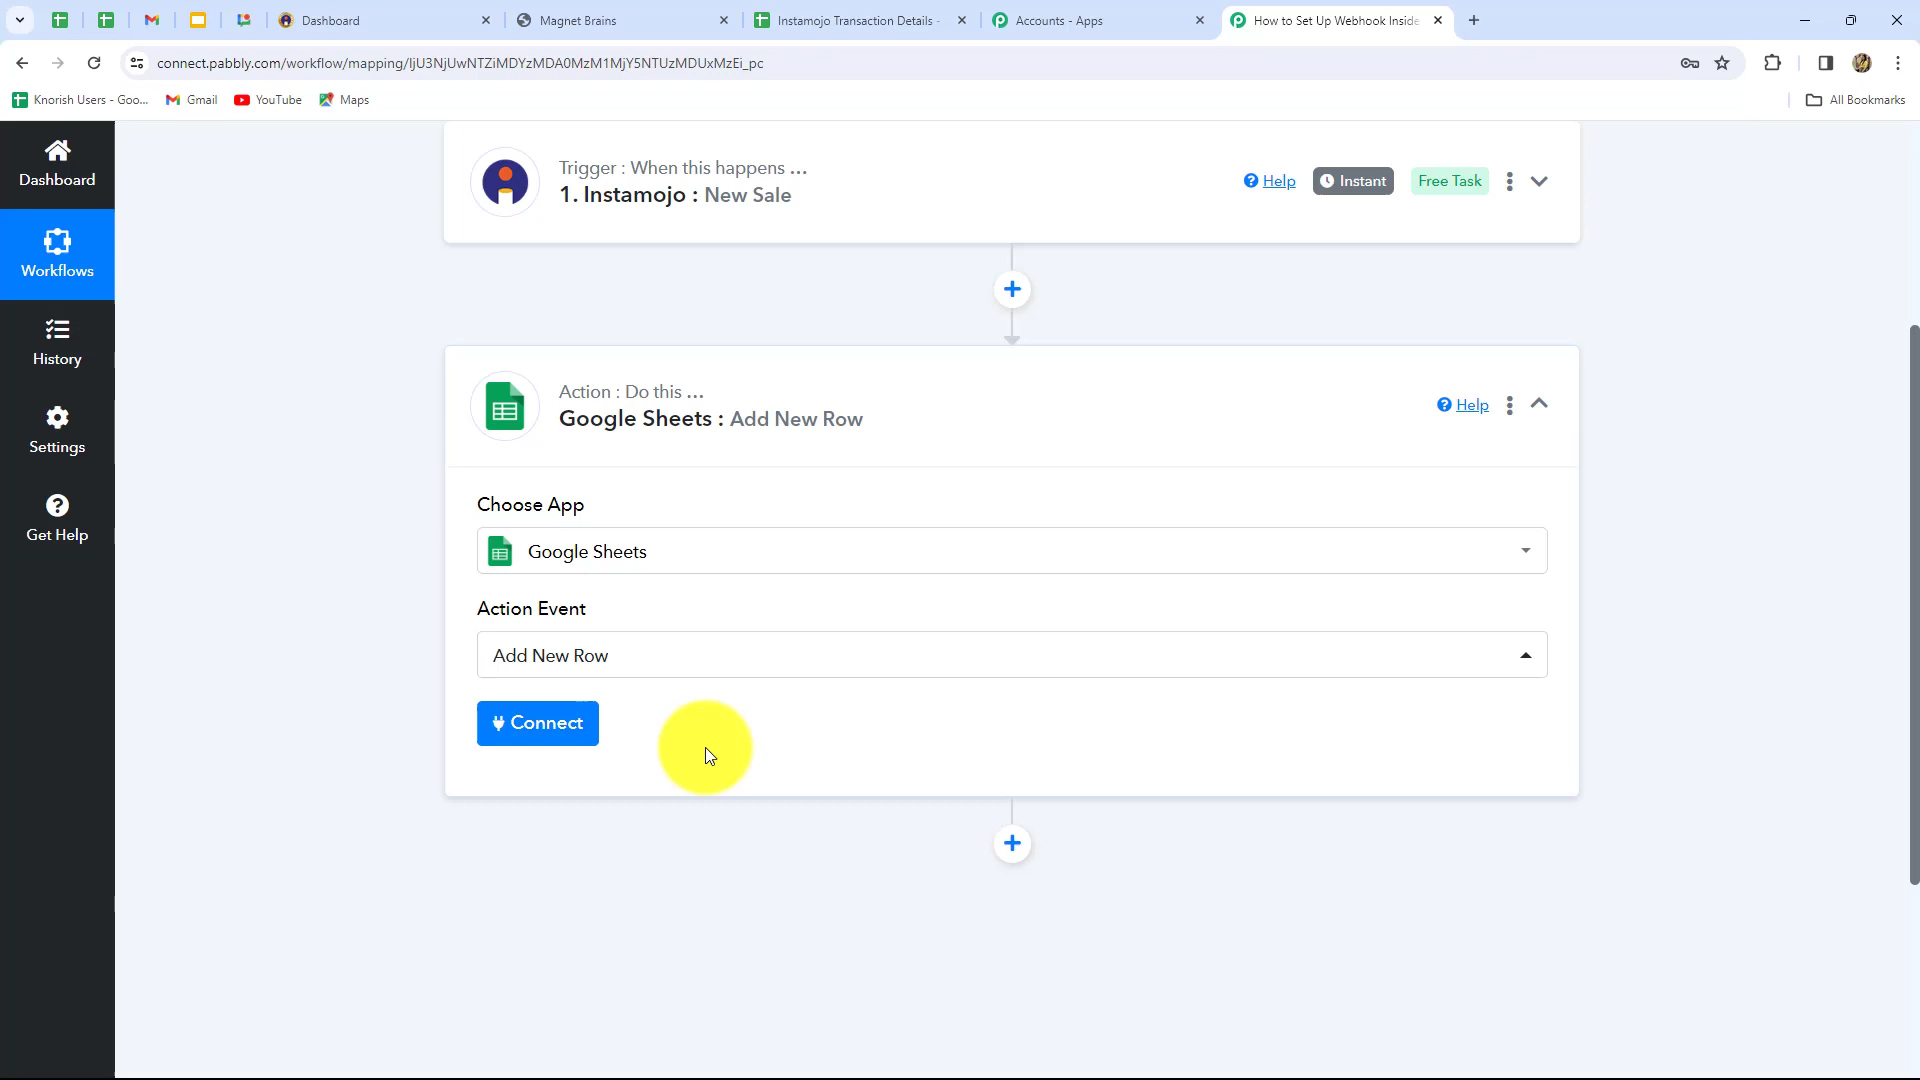 Dashboard
Magnet Brains
Instamojo Transaction Details -
Accounts - Apps
How to Set Up Webhook Inside
connect.pabbly.com/workflow/mapping/IjU3NjUwNTZiMDYzMDA0MzM1MjY5NTUzMDUxMzEi_pc
Knorish Users - Goo...
Gmail
YouTube
Maps
All Bookmarks
Dashboard
Workflows
History
Settings
Get Help
Trigger : When this happens ...
1. Instamojo : New Sale
Help
Instant
Free Task
Action : Do this ...
Google Sheets : Add New Row
Help
Choose App
Google Sheets
Action Event
Add New Row
Connect